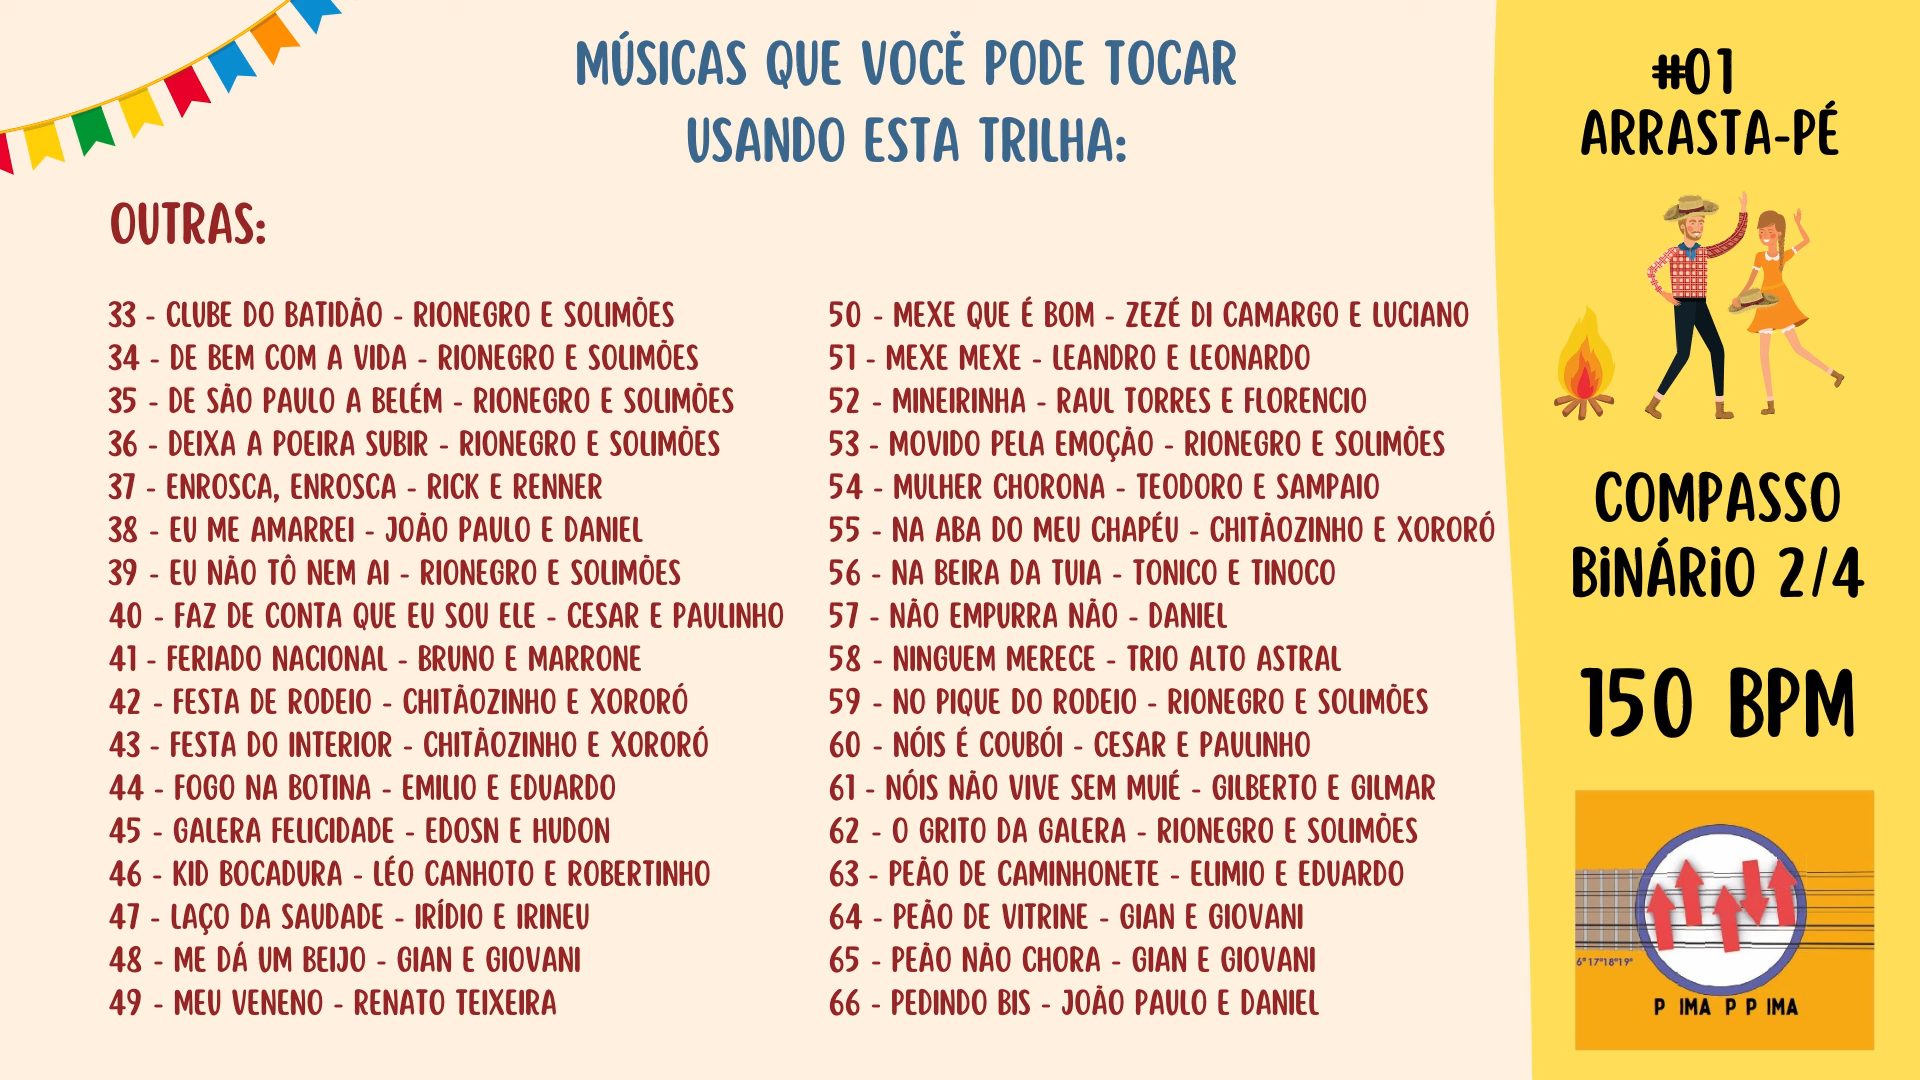 MÚSICAS QUE VOCÊ PODE TOCAR
USANDO ESTA TRILHA:
OUTRAS:
33 - CLUBE DO BATIDÃO - RIONEGRO E SOLIMÕES
34 - DE BEM COM A VIDA - RIONEGRO E SOLIMÕES
35 - DE SÃO PAULO A BELÉM - RIONEGRO E SOLIMÕES
36 - DEIXA A POEIRA SUBIR - RIONEGRO E SOLIMÕES
37 - ENROSCA, ENROSCA - RICK E RENNER
38 - EU ME AMARREI - JOÃO PAULO E DANIEL
39 - EU NÃO TÔ NEM AI - RIONEGRO E SOLIMÕES
40 - FAZ DE CONTA QUE EU SOU ELE - CESAR E PAULINHO
41 - FERIADO NACIONAL - BRUNO E MARRONE
42 - FESTA DE RODEIO - CHITÃOZINHO E XORORÓ
43 - FESTA DO INTERIOR - CHITÃOZINHO E XORORÓ
44 - FOGO NA BOTINA - EMILIO E EDUARDO
45 - GALERA FELICIDADE - EDOSN E HUDON
46 - KID BOCADURA - LÉO CANHOTO E ROBERTINHO
47 - LAÇO DA SAUDADE - IRÍDIO E IRINEU
48 - ME DÁ UM BEIJO - GIAN E GIOVANI
49 - MEU VENENO - RENATO TEIXEIRA
50 - MEXE QUE É BOM - ZEZÉ DI CAMARGO E LUCIANO
51 - MEXE MEXE - LEANDRO E LEONARDO
52 - MINEIRINHA - RAUL TORRES E FLORENCIO
53 - MOVIDO PELA EMOÇÃO - RIONEGRO E SOLIMÕES
54 - MULHER CHORONA - TEODORO E SAMPAIO
55 - NA ABA DO MEU CHAPÉU - CHITÃOZINHO E XORORÓ
56 - NA BEIRA DA TUIA - TONICO E TINOCO
57 - NÃO EMPURRA NÃO - DANIEL
58 - NINGUEM MERECE - TRIO ALTO ASTRAL
59 - NO PIQUE DO RODEIO - RIONEGRO E SOLIMÕES
60 - NÓIS É COUBÓI - CESAR E PAULINHO
61 - NÓIS NÃO VIVE SEM MUIÉ - GILBERTO E GILMAR
62 - O GRITO DA GALERA - RIONEGRO E SOLIMÕES
63 - PEÃO DE CAMINHONETE - ELIMIO E EDUARDO
64 - PEÃO DE VITRINE - GIAN E GIOVANI
65 - PEÃO NÃO CHORA - GIAN E GIOVANI
66 - PEDINDO BIS - JOÃO PAULO E DANIEL
#01
ARRASTA-PÉ
COMPASSO
BINÁRIO 2/4
150 BPM
6º 17º18º19º
P IMA P P IMA